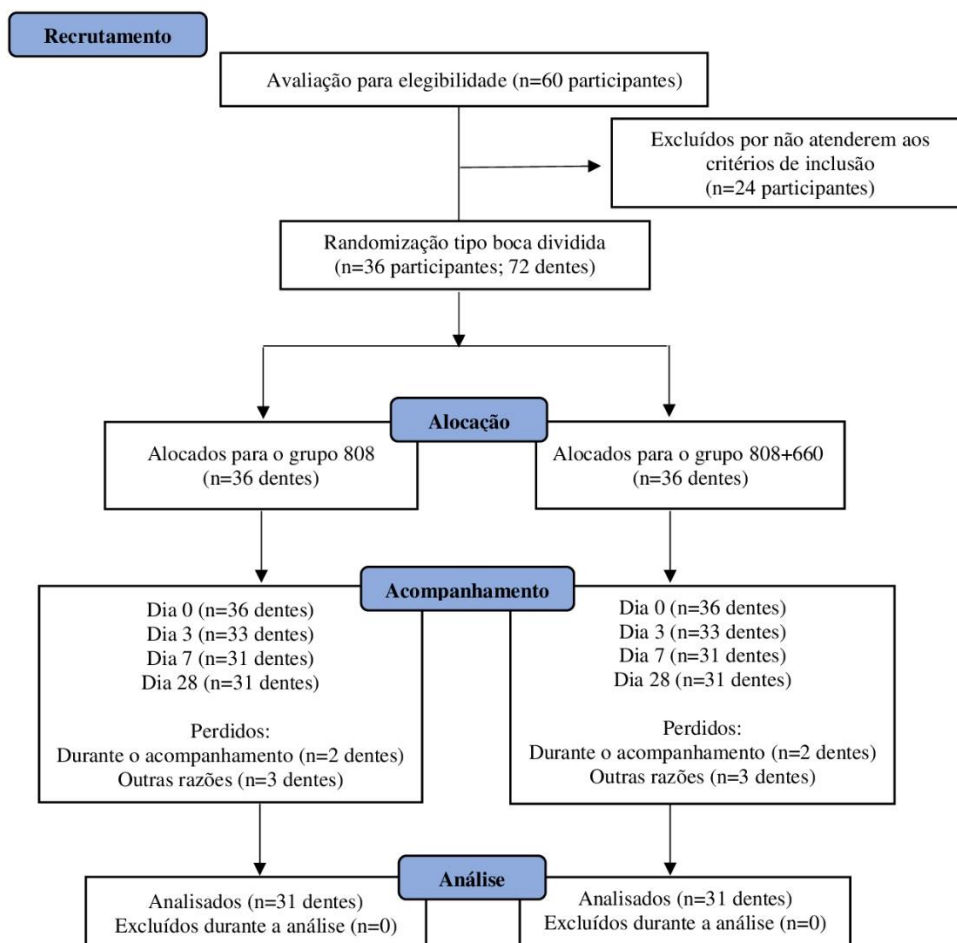 Recrutamento
Avaliação para elegibilidade (n=60 participantes)
Excluídos por não atenderem aos
critérios de inclusão
(n=24 participantes)
Randomização tipo boca dividida
(n=36 participantes; 72 dentes)
Alocação
Alocados para o grupo 808
(n=36 dentes)
Alocados para o grupo 808+660
(n=36 dentes)
Acompanhamento
Dia 0 (n=36 dentes)
Dia 3 (n=33 dentes)
Dia 7 (n=31 dentes)
Dia 28 (n=31 dentes)
Perdidos:
Durante o acompanhamento (n=2 dentes)
Outras razões (n=3 dentes)
Dia 0 (n=36 dentes)
Dia 3 (n=33 dentes)
Dia 7 (n=31 dentes)
Dia 28 (n=31 dentes)
Perdidos:
Durante o acompanhamento (n=2 dentes)
Outras razões (n=3 dentes)
Análise
Analisados (n=31 dentes)
Excluídos durante a análise (n=0)
Analisados (n=31 dentes)
Excluídos durante a análise (n=0)